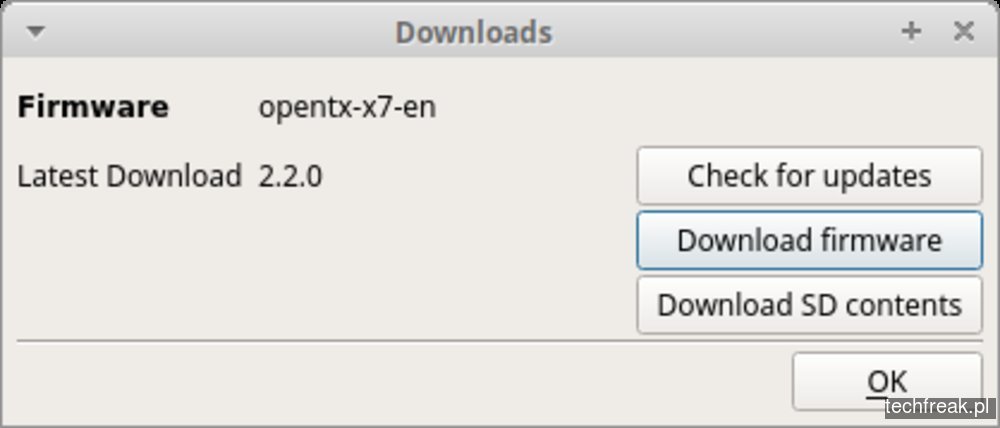 Downloads
Firmware opentx-x7-en
Latest Download 2.2.0 Check for updates
Download firmware
Download SD contents
OK
techfreak.pl